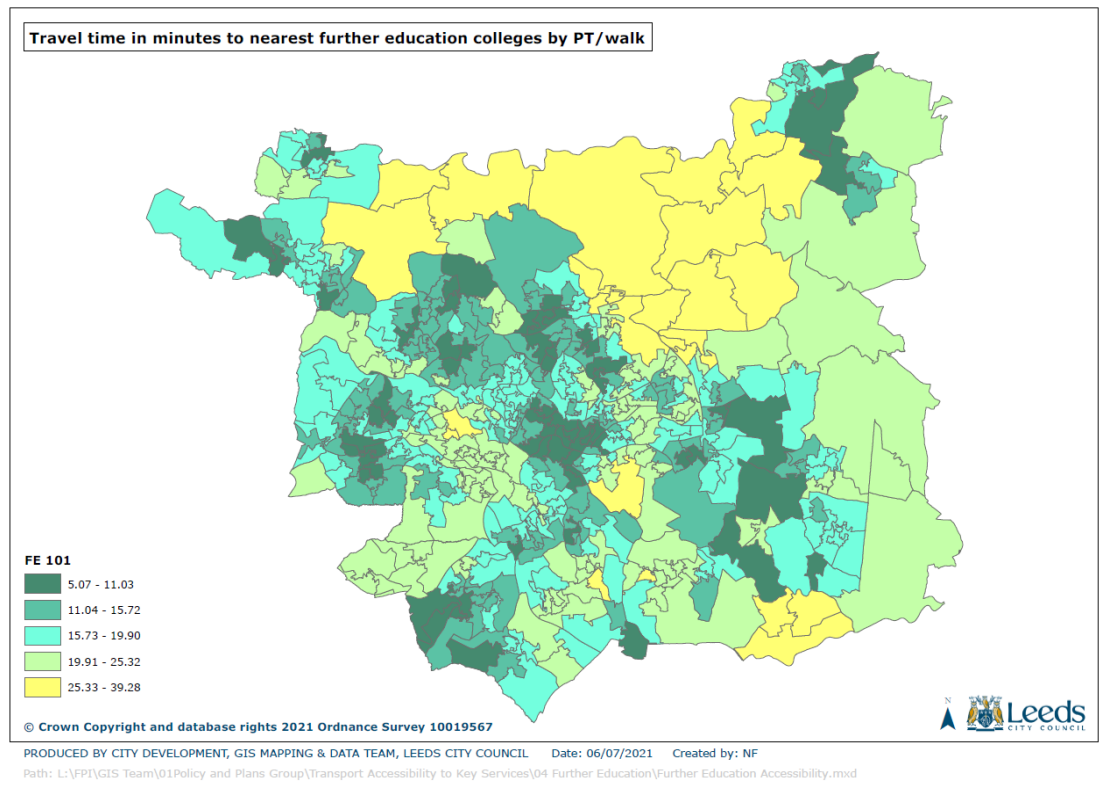 Travel time in minutes to nearest further education colleges by PT/walk
FE 101
5.07 - 11.03
11.04 - 15.72
15.73 - 19.90
19.91 - 25.32
25.33 - 39.28
© Crown Copyright and database rights 2021 Ordnance Survey 10019567
N
Leeds
CITY COUNCIL
PRODUCED BY CITY DEVELOPMENT, GIS MAPPING & DATA TEAM, LEEDS CITY COUNCIL Date: 06/07/2021 Created by: NF
Path: L:\FPI\GIS Team\01Policy and Plans Group\Transport Accessibility to Key Services\04 Further Education\Further Education Accessibility.mxd